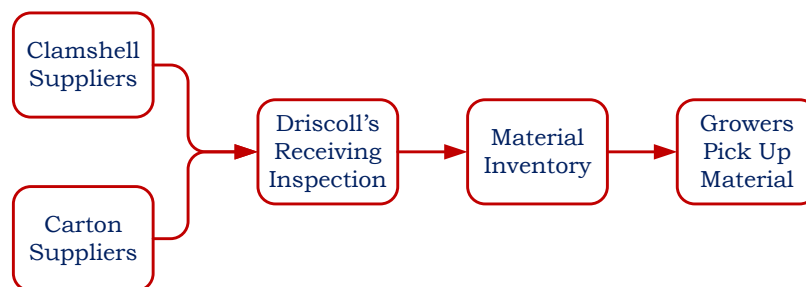 Clamshell
Suppliers
Carton
Suppliers
Driscoll's
Receiving
Inspection
Material
Inventory
Growers
Pick Up
Material